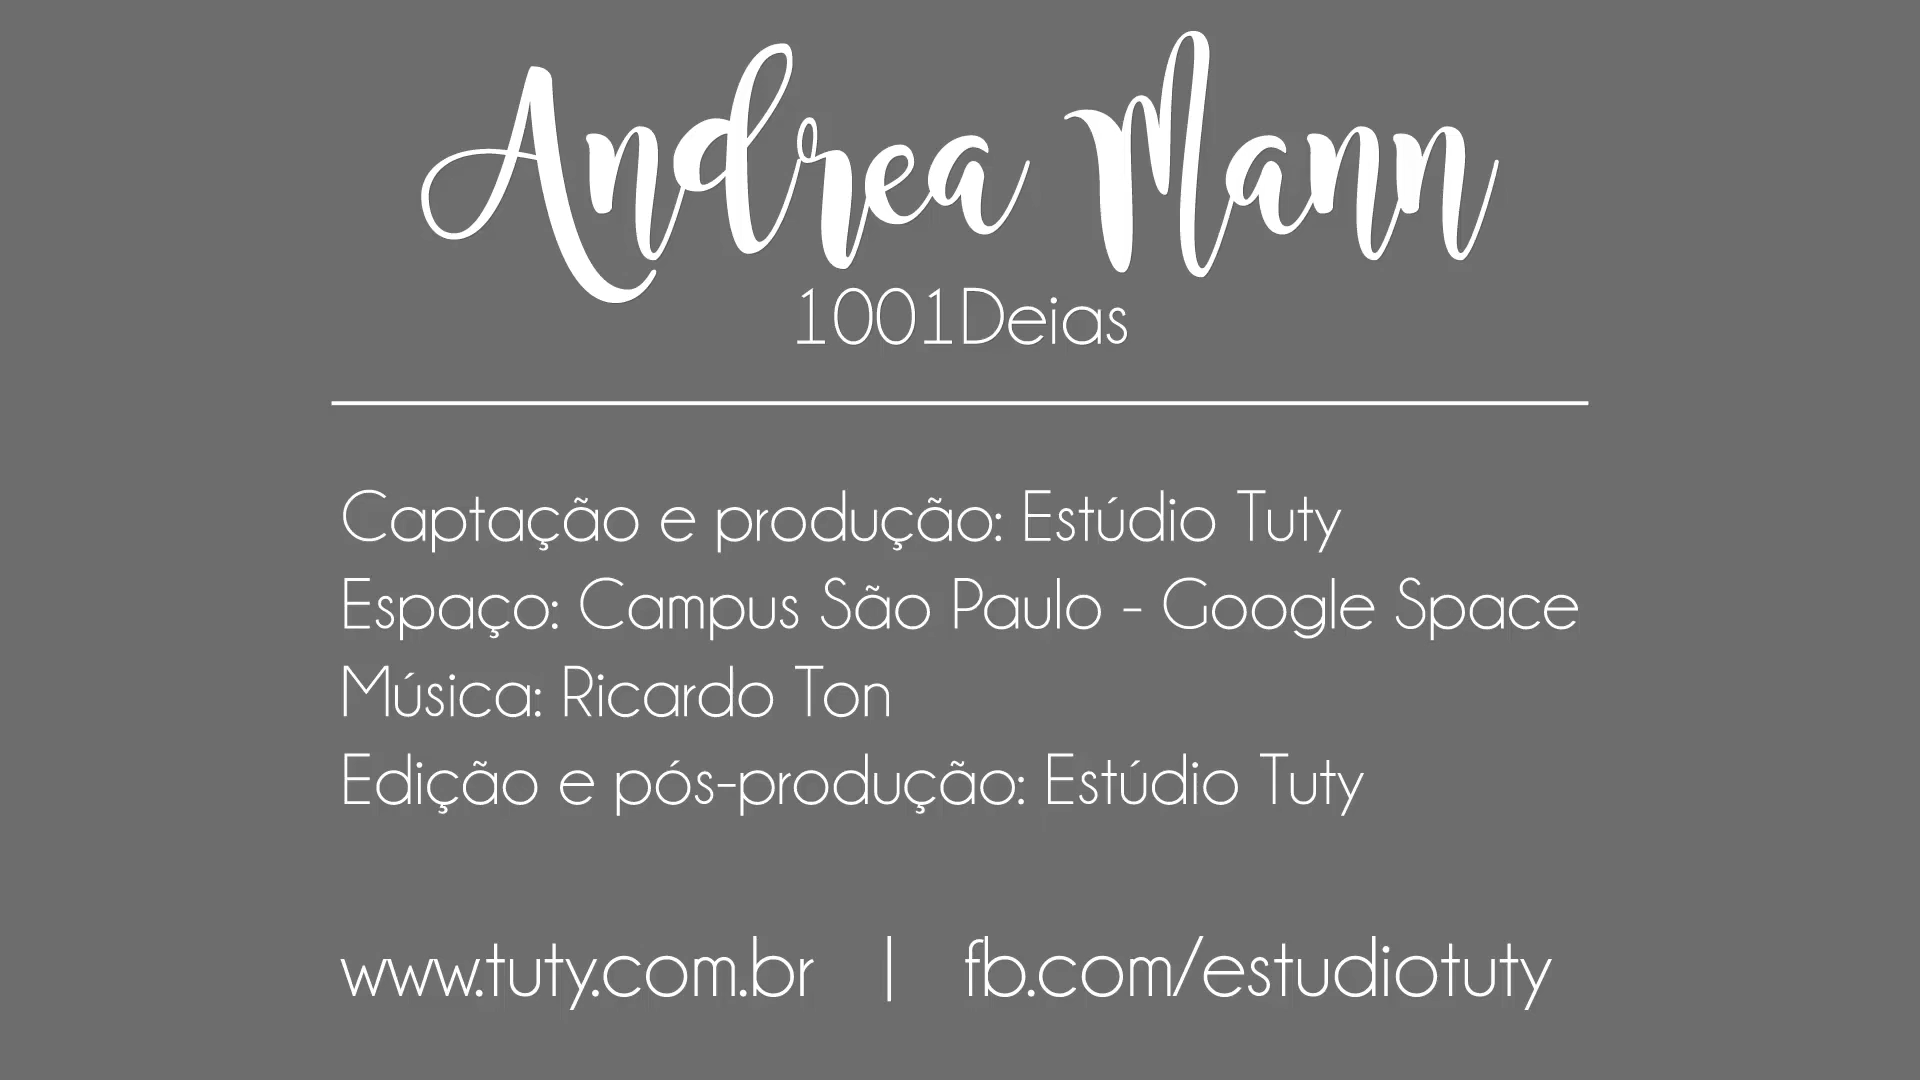 Andrea Mann
1001Deias
Captação e produção: Estúdio Tuty
Espaço: Campus São Paulo - Google Space
Música: Ricardo Ton
Edição e pós-produção: Estúdio Tuty
www.tuty.com.br | fb.com/estudiotuty